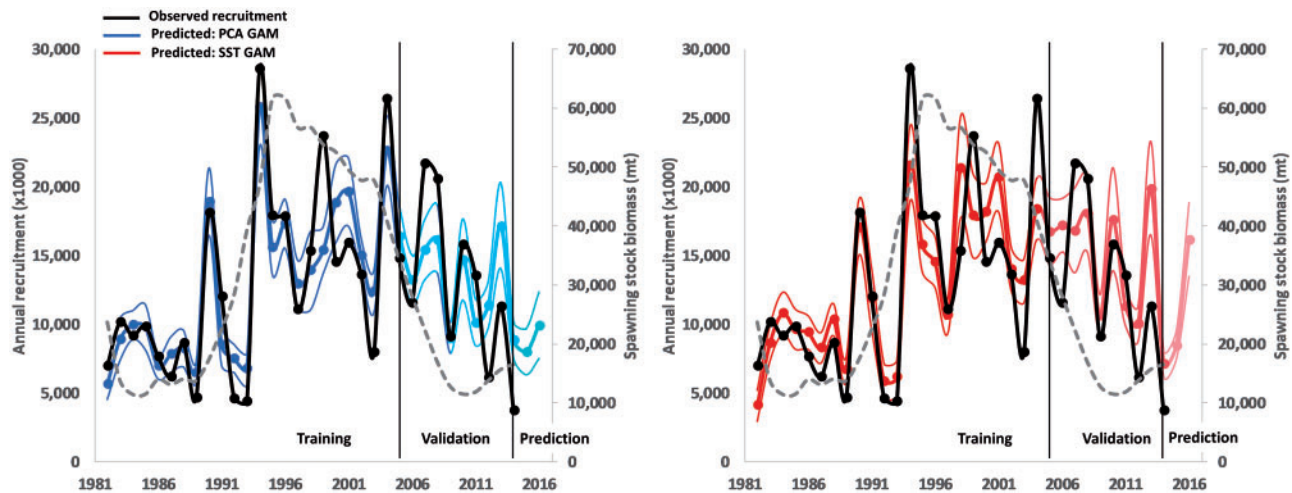 Observed recruitment
Predicted: PCA GAM
Predicted: SST GAM
30,000
25,000
20,000
15,000
10,000
5,000
0
Annual recruitment (x1000)
70,000
60,000
50,000
40,000
30,000
20,000
10,000
0
Spawning stock biomass (mt)
Training
Validation
Prediction
1981 1986 1991 1996 2001 2006 2011 2016
30,000
25,000
20,000
15,000
10,000
5,000
0
Annual recruitment (x1000)
70,000
60,000
50,000
40,000
30,000
20,000
10,000
0
Spawning stock biomass (mt)
Training
Validation
Prediction
1981 1986 1991 1996 2001 2006 2011 2016